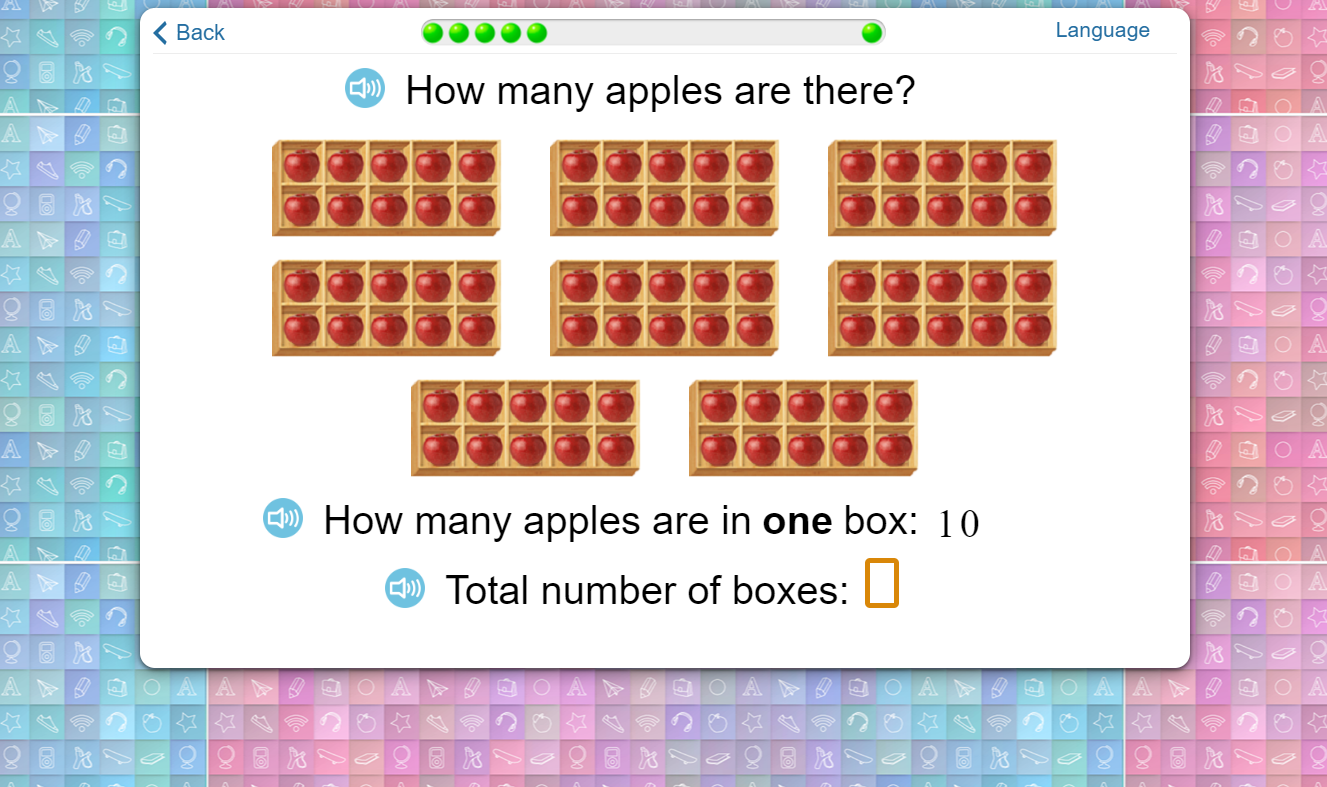 Back
Language
How many apples are there?
How many apples are in one box: 10
Total number of boxes: